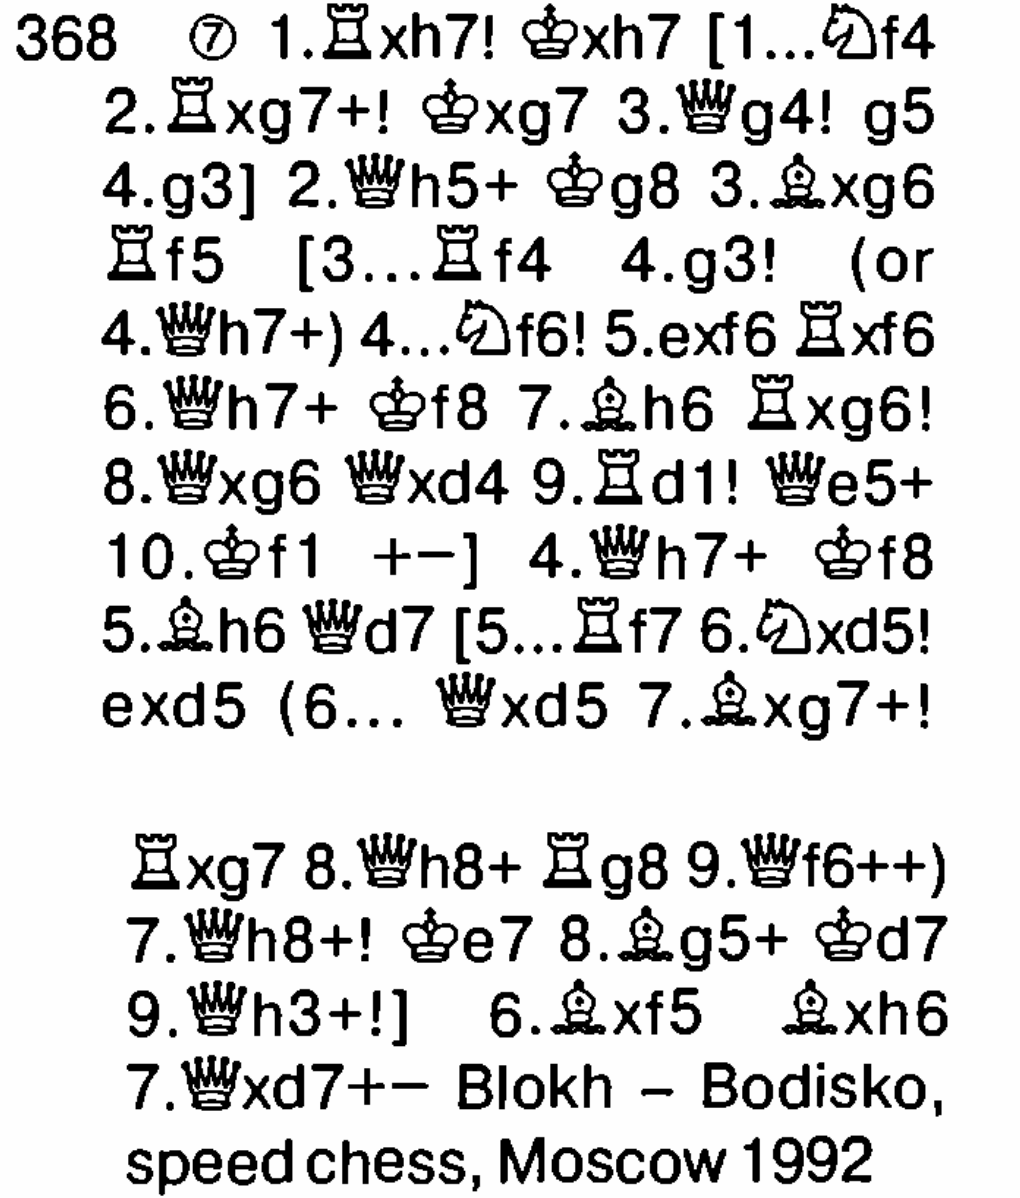 368 ⑦ 1.♖xh7! ♔xh7 [1...♘f4
2.♖xg7+! ♔xg7 3.♕g4! g5
4.g3] 2.♕h5+ ♔g8 3.♗xg6
♖f5 [3...♖f4 4.g3! (or
4.♕h7+) 4...♘f6! 5.exf6 ♖xf6
6.♕h7+ ♔f8 7.♗h6 ♖xg6!
8.♕xg6 ♕xd4 9.♖d1! ♕e5+
10.♔f1 +−] 4.♕h7+ ♔f8
5.♗h6 ♕d7 [5...♖f7 6.♘xd5!
exd5 (6... ♕xd5 7.♗xg7+!
♖xg7 8.♕h8+ ♖g8 9.♕f6++)
7.♕h8+! ♔e7 8.♗g5+ ♔d7
9.♕h3+!] 6.♗xf5 ♗xh6
7.♕xd7+− Blokh – Bodisko,
speed chess, Moscow 1992